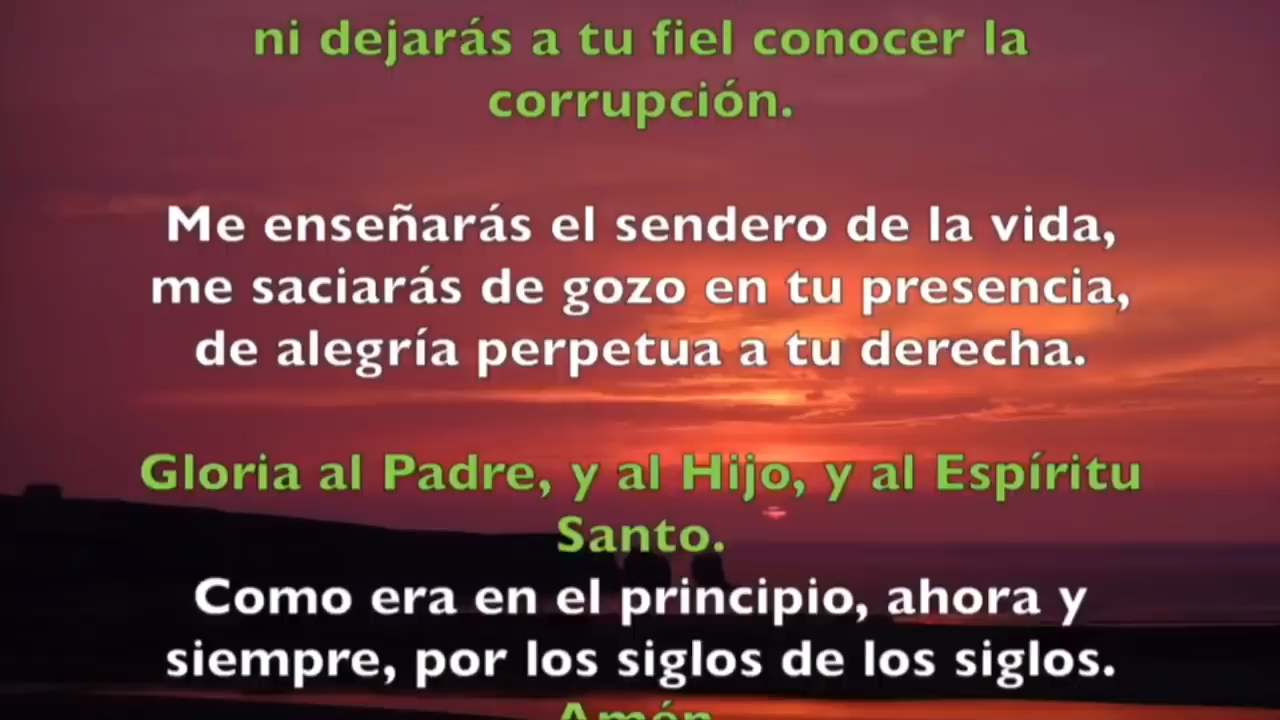 ni dejarás a tu fiel conocer la
corrupción.
Me enseñarás el sendero de la vida,
me saciarás de gozo en tu presencia,
de alegría perpetua a tu derecha.
Gloria al Padre, y al Hijo, y al Espíritu
Santo.
Como era en el principio, ahora y
siempre, por los siglos de los siglos.
Amén.